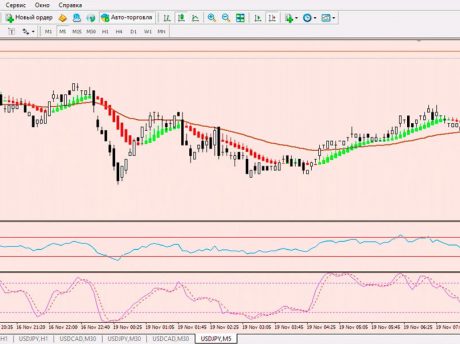 Сервис Окно Справка
Новый ордер Авто-торговля
M1 M5 M15 M30 H1 H4 D1 W1 MN
20:35 16 Nov 21:20 16 Nov 22:00 16 Nov 22:40 19 Nov 00:25 19 Nov 01:05 19 Nov 01:45 19 Nov 02:25 19 Nov 03:05 19 Nov 03:45 19 Nov 04:25 19 Nov 05:05 19 Nov 05:45 19 Nov 06:25 19 Nov 07:
H1 USDCAD,M30 USDJPY,H1 USDCAD,M30 USDJPY,M30 USDCAD,M30 USDJPY,M5